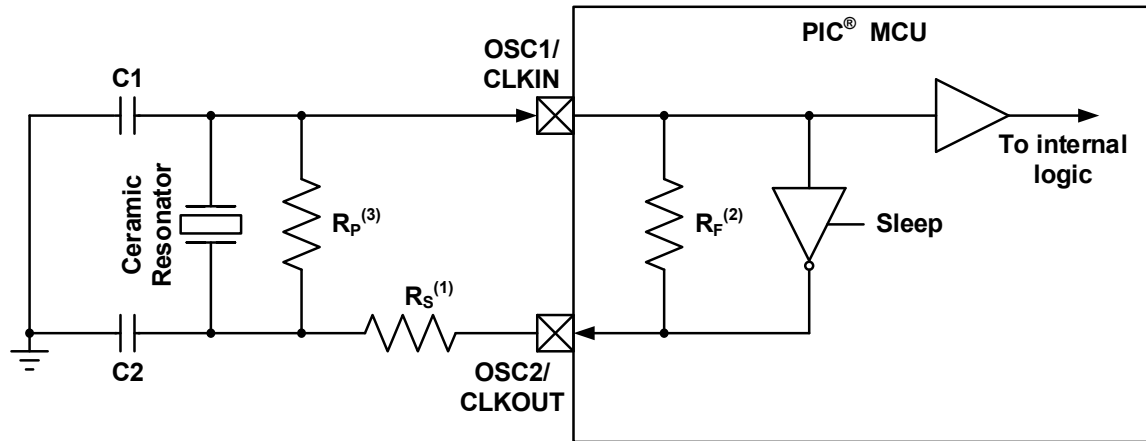 PIC® MCU
OSC1/
CLKIN
C1
To internal
logic
Ceramic
Resonator
RP(3)
RF(2)
Sleep
RS(1)
C2
OSC2/
CLKOUT